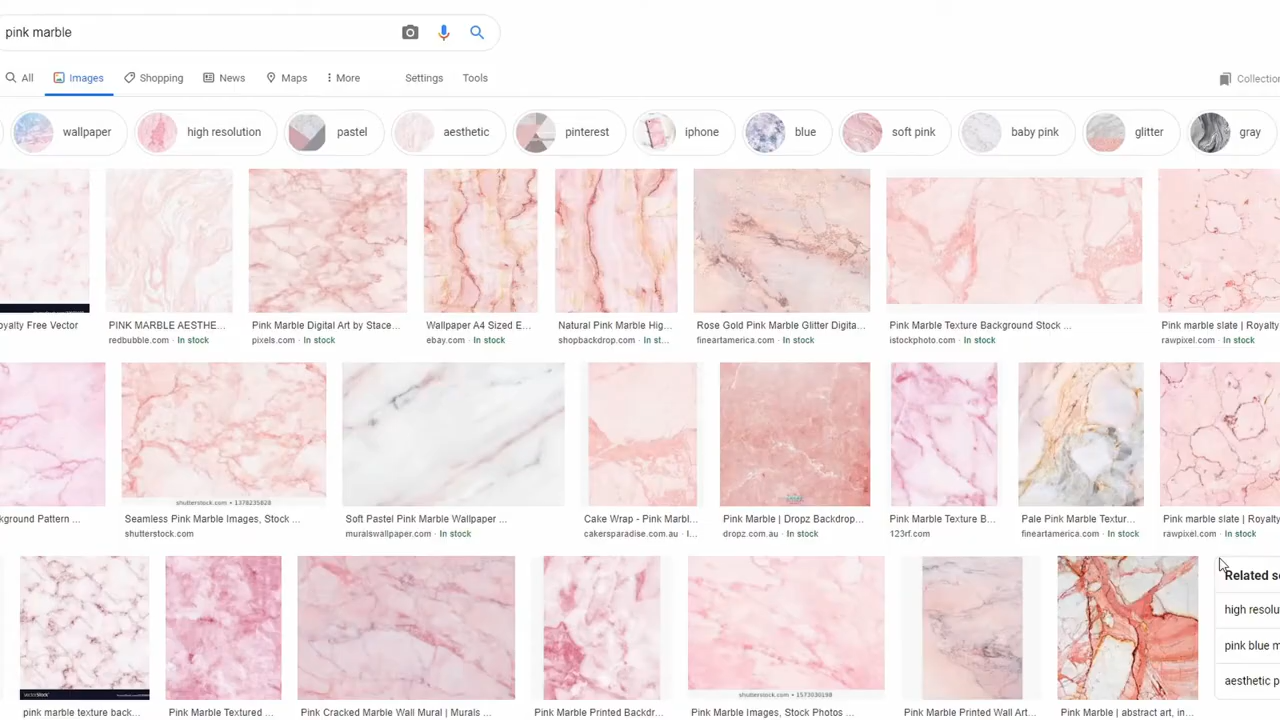 pink marble
All Images Shopping News Maps More Settings Tools Collection
wallpaper high resolution pastel aesthetic pinterest iphone blue soft pink baby pink glitter gray
oyalty Free Vector
PINK MARBLE AESTHE...
redbubble.com · In stock
Pink Marble Digital Art by Stace...
pixels.com · In stock
Wallpaper A4 Sized E...
ebay.com · In stock
Natural Pink Marble Hig...
shopbackdrop.com · In st...
Rose Gold Pink Marble Glitter Digita...
fineartamerica.com · In stock
Pink Marble Texture Background Stock ...
istockphoto.com · In stock
Pink marble slate | Royalty
rawpixel.com · In stock
kground Pattern ...
shutterstock.com • 1378235828
Seamless Pink Marble Images, Stock ...
shutterstock.com
Soft Pastel Pink Marble Wallpaper ...
muralswallpaper.com · In stock
Cake Wrap - Pink Marbl...
cakersparadise.com.au · I...
Pink Marble | Dropz Backdrop...
dropz.com.au · In stock
Pink Marble Texture B...
123rf.com
Pale Pink Marble Textur...
fineartamerica.com · In stock
Pink marble slate | Royalty
rawpixel.com · In stock
VectorStock
pink marble texture back...
Pink Marble Textured ...
Pink Cracked Marble Wall Mural | Murals ...
Pink Marble Printed Backdr...
shutterstock.com • 1573030198
Pink Marble Images, Stock Photos ...
Pink Marble Printed Wall Art...
Pink Marble | abstract art, in...
Related se
high resolu
pink blue m
aesthetic p